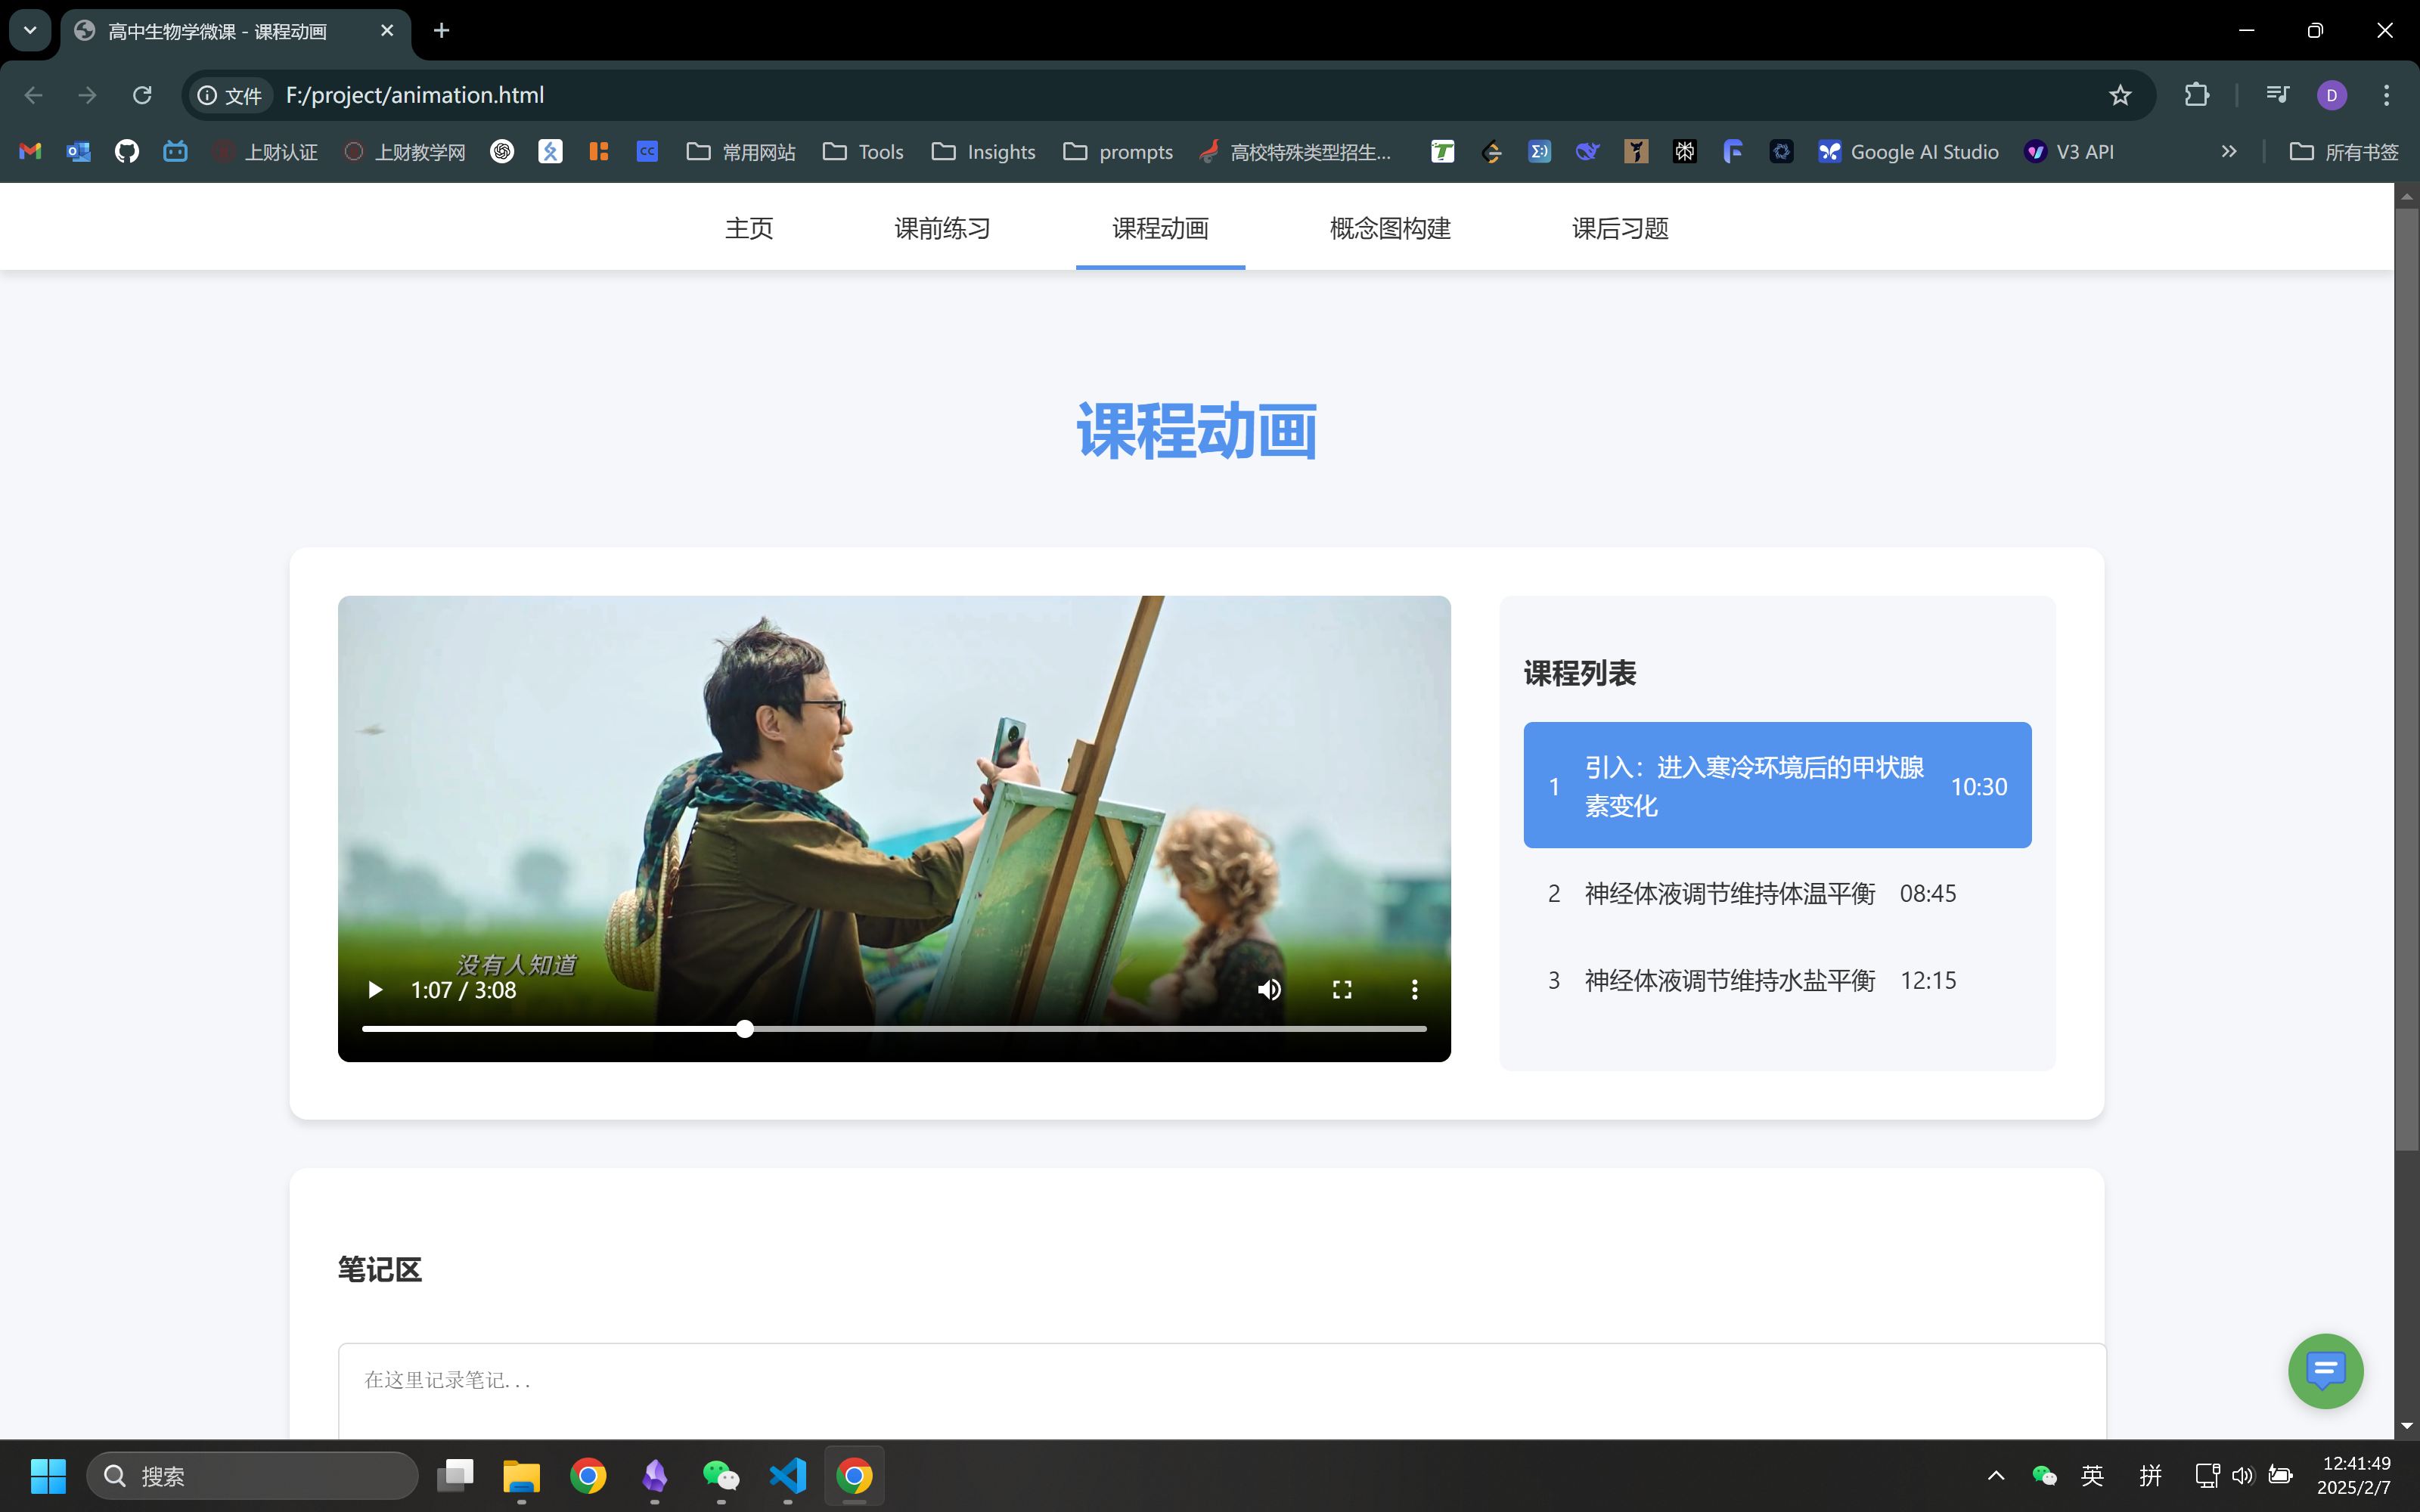 高中生物学微课 - 课程动画
文件
F:/project/animation.html
D
上财认证
上财教学网
CC
常用网站
Tools
Insights
prompts
高校特殊类型招生...
Google AI Studio
V3 API
所有书签
主页
课前练习
课程动画
概念图构建
课后习题
课程动画
没有人知道
1:07 / 3:08
课程列表
1
引入：进入寒冷环境后的甲状腺
素变化
10:30
2 神经体液调节维持体温平衡 08:45
3 神经体液调节维持水盐平衡 12:15
笔记区
在这里记录笔记...
搜索
英
拼
12:41:49
2025/2/7